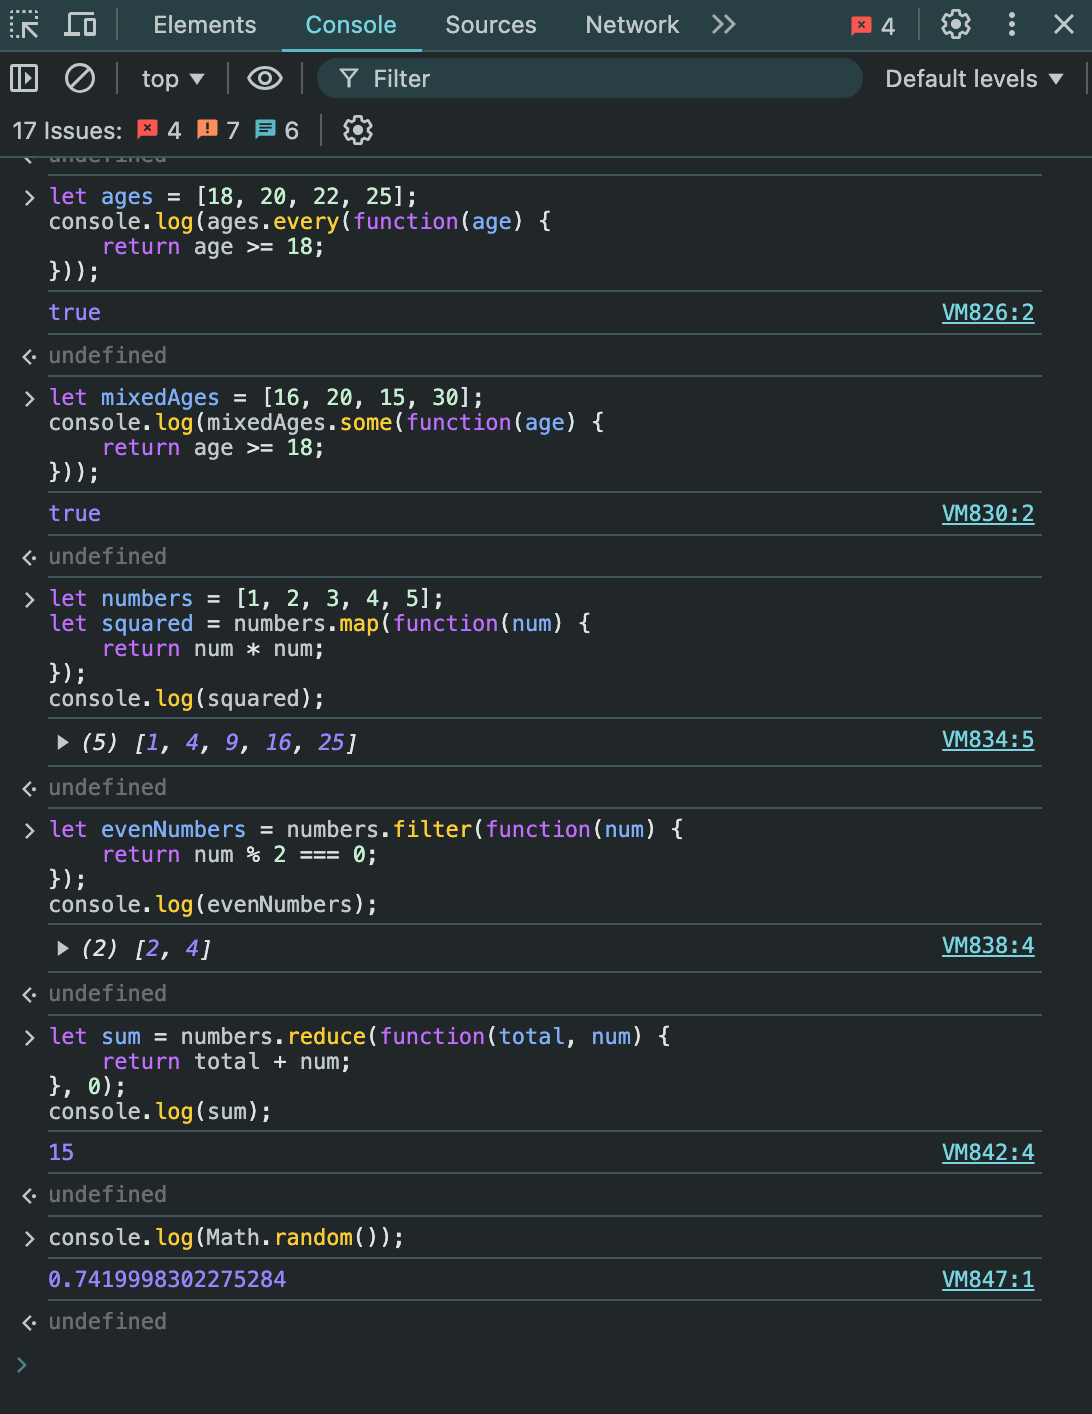 Elements Console Sources Network 4
top Filter Default levels
17 Issues: 4 7 6
undefined
let ages = [18, 20, 22, 25];
console.log(ages.every(function(age) {
    return age >= 18;
}));
true VM826:2
undefined
let mixedAges = [16, 20, 15, 30];
console.log(mixedAges.some(function(age) {
    return age >= 18;
}));
true VM830:2
undefined
let numbers = [1, 2, 3, 4, 5];
let squared = numbers.map(function(num) {
    return num * num;
});
console.log(squared);
(5) [1, 4, 9, 16, 25] VM834:5
undefined
let evenNumbers = numbers.filter(function(num) {
    return num % 2 === 0;
});
console.log(evenNumbers);
(2) [2, 4] VM838:4
undefined
let sum = numbers.reduce(function(total, num) {
    return total + num;
}, 0);
console.log(sum);
15 VM842:4
undefined
console.log(Math.random());
0.7419998302275284 VM847:1
undefined